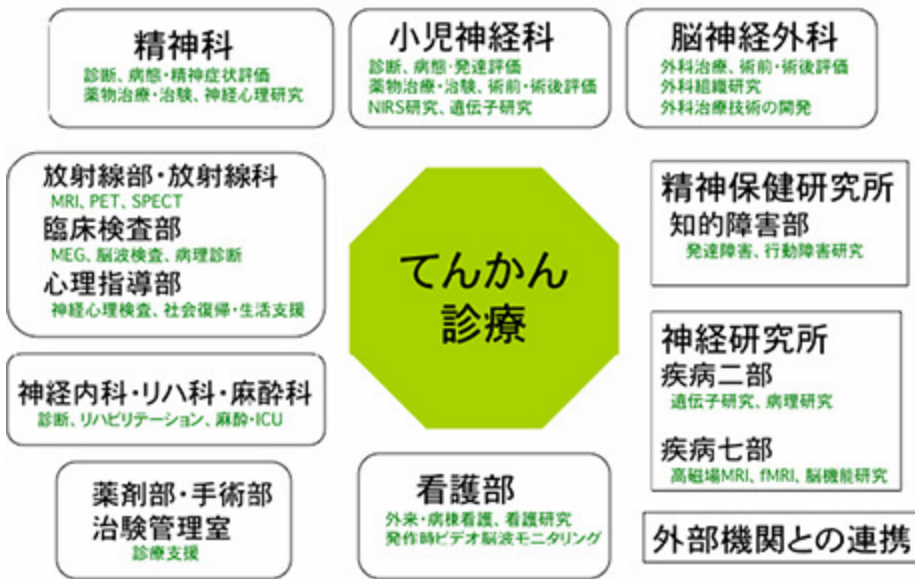 精神科
診断、病態・精神症状評価
薬物治療・治験、神経心理研究
小児神経科
診断、病態・発達評価
薬物治療・治験、術前・術後評価
NIRS研究、遺伝子研究
脳神経外科
外科治療、術前・術後評価
外科組織研究
外科治療技術の開発
放射線部・放射線科
MRI、PET、SPECT
臨床検査部
MEG、脳波検査、病理診断
心理指導部
神経心理検査、社会復帰・生活支援
てんかん
診療
精神保健研究所
知的障害部
発達障害、行動障害研究
神経内科・リハ科・麻酔科
診断、リハビリテーション、麻酔・ICU
神経研究所
疾病二部
遺伝子研究、病理研究
疾病七部
高磁場MRI、fMRI、脳機能研究
薬剤部・手術部
治験管理室
診療支援
看護部
外来・病棟看護、看護研究
発作時ビデオ脳波モニタリング
外部機関との連携